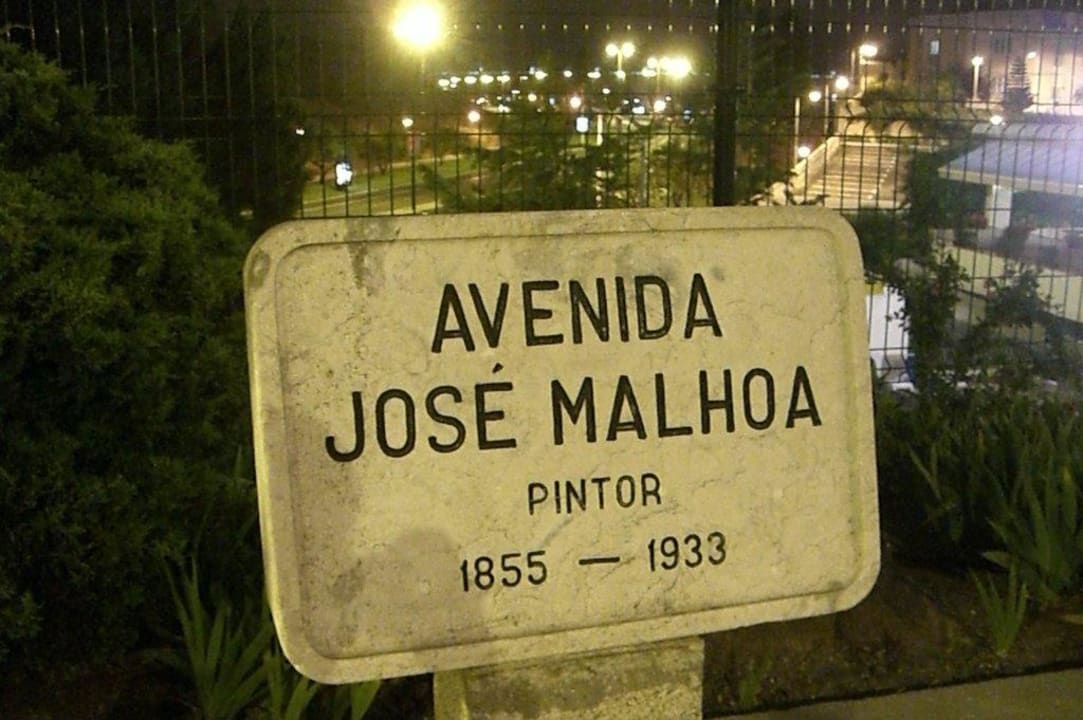 AVENIDA
JOSÉ MALHOA
PINTOR
1855 — 1933